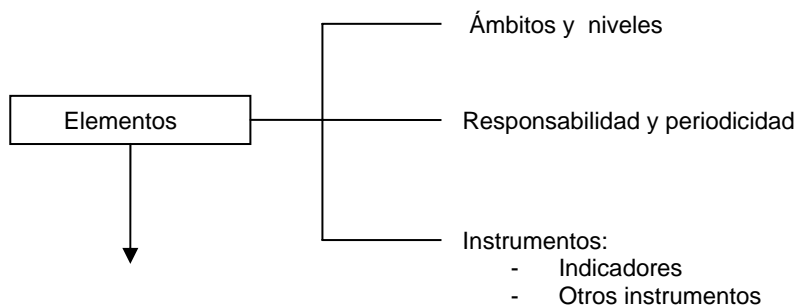 Ámbitos y niveles
Elementos
Responsabilidad y periodicidad
Instrumentos:
- Indicadores
- Otros instrumentos